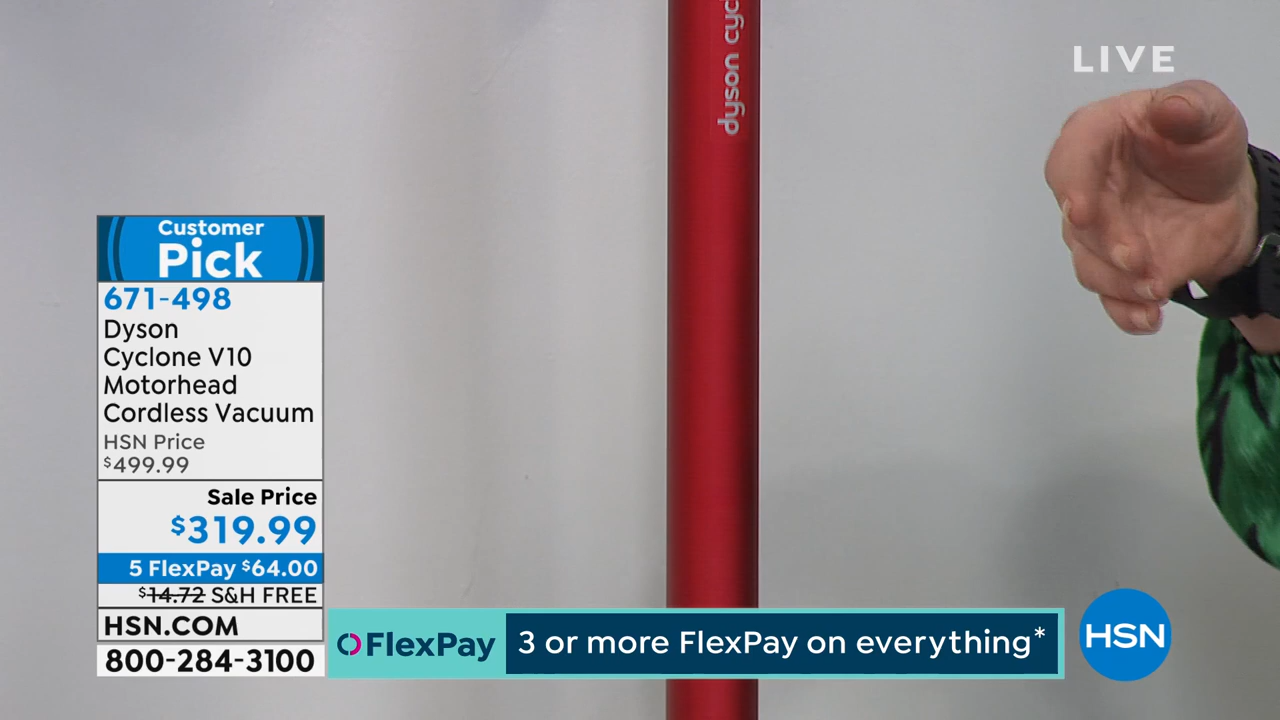 dyson cyc
LIVE
Customer
Pick
671-498
Dyson
Cyclone V10
Motorhead
Cordless Vacuum
HSN Price
$499.99
Sale Price
$319.99
5 FlexPay $64.00
$14.72 S&H FREE
HSN.COM
800-284-3100
FlexPay
3 or more FlexPay on everything*
HSN